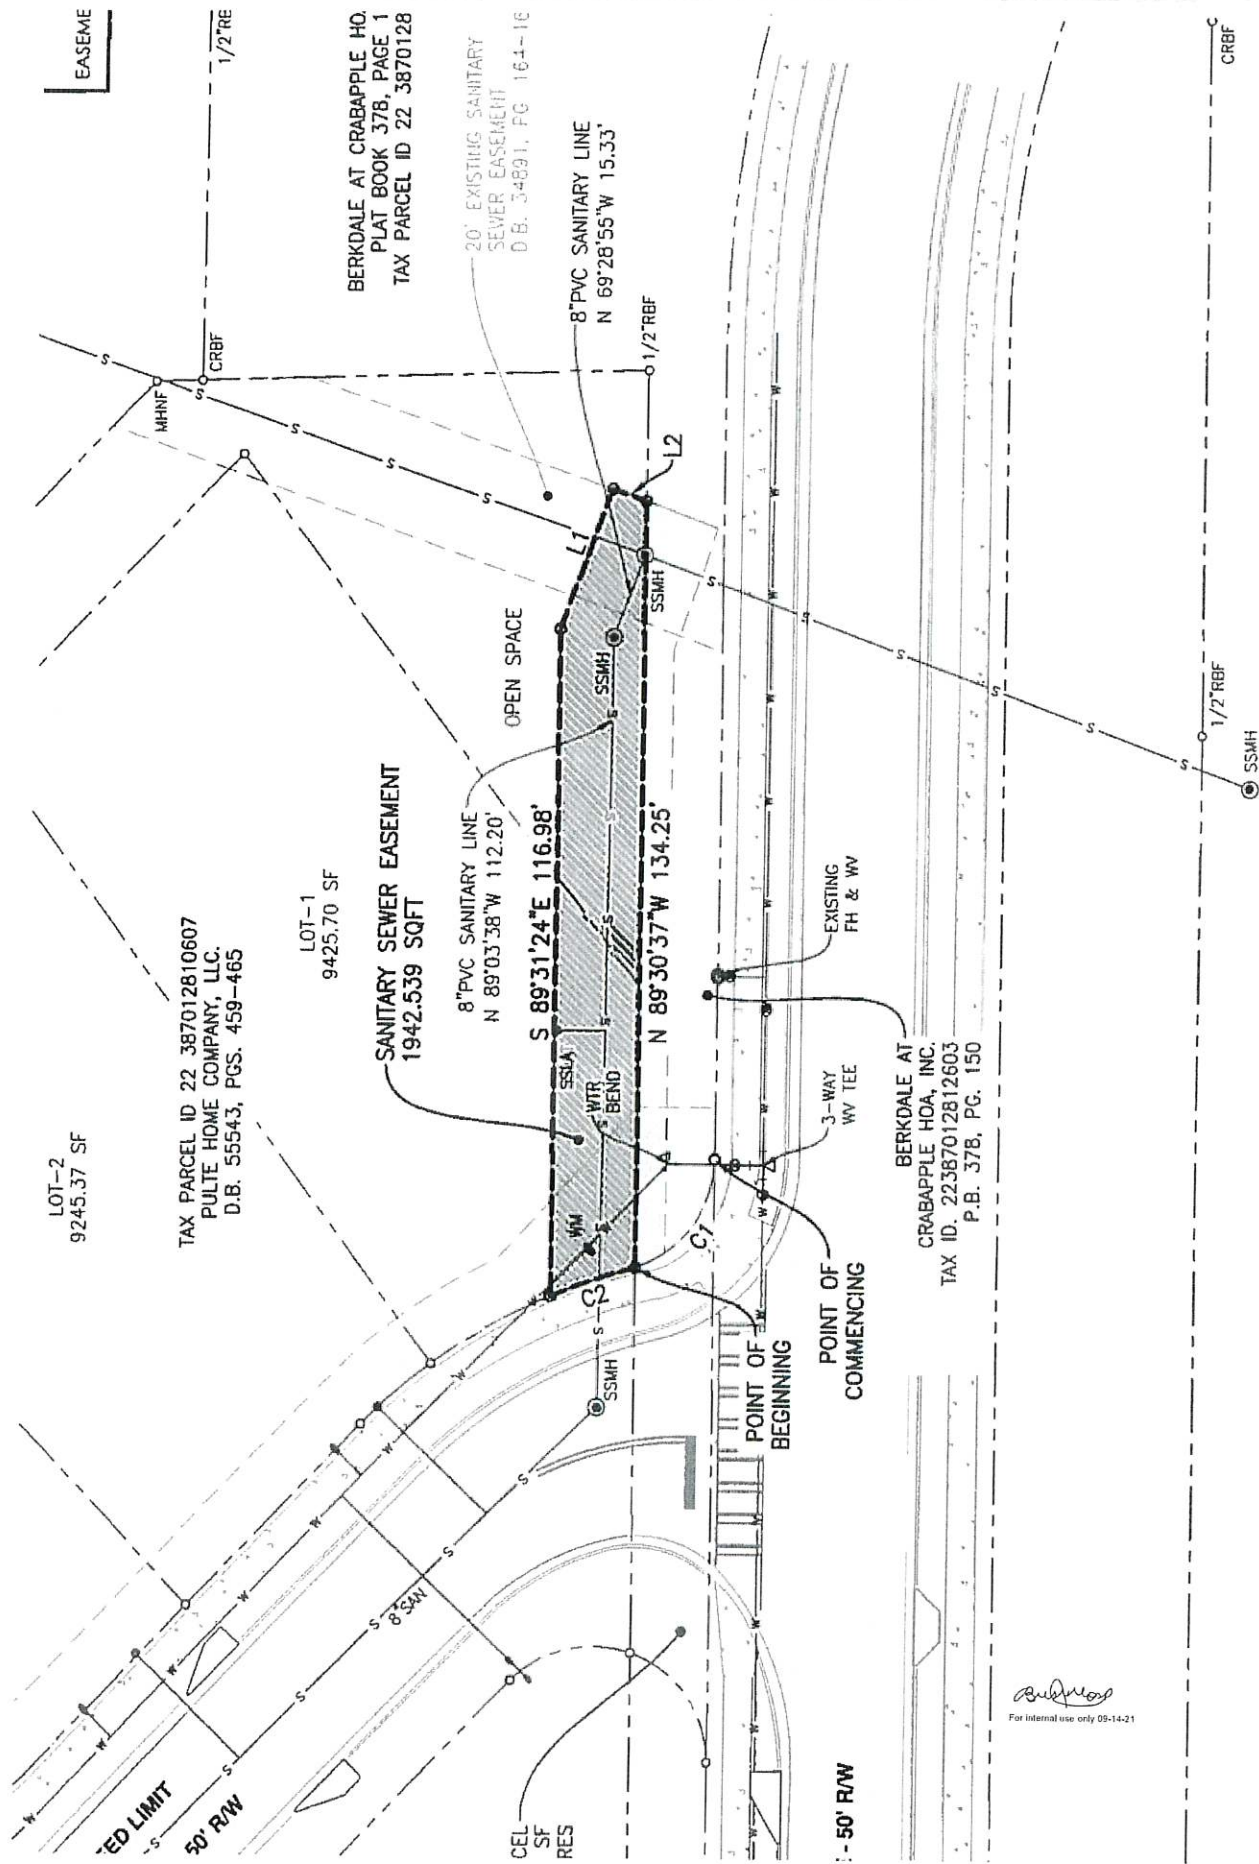 EASEME
1/2"RE
BERKDALE AT CRABAPPLE HO.
PLAT BOOK 378, PAGE 1
TAX PARCEL ID 22 3870128
20' EXISTING SANITARY
SEWER EASEMENT
D.B. 34891, PG 164-16
8"PVC SANITARY LINE
N 69°28'55"W 15.33'
CRBF
CRBF
MHNF
1/2"RBF
L2
L1
SSMH
SSMH
OPEN SPACE
1/2"RBF
SSMH
LOT-2
9245.37 SF
TAX PARCEL ID 22 387012810607
PULTE HOME COMPANY, LLC.
D.B. 55543, PGS. 459-465
LOT-1
9425.70 SF
SANITARY SEWER EASEMENT
1942.539 SQFT
8"PVC SANITARY LINE
N 89°03'38"W 112.20'
S 89°31'24"E 116.98'
N 89°30'37"W 134.25'
SSLAT
WTR
BEND
WM
C2
C1
EXISTING
FH & WV
3-WAY
WV TEE
BERKDALE AT
CRABAPPLE HOA, INC.
TAX ID. 22387012812603
P.B. 378, PG. 150
POINT OF
COMMENCING
POINT OF
BEGINNING
SSMH
8"SAN
EED LIMIT
50' R/W
CEL
SF
RES
- 50' R/W
For internal use only 09-14-21